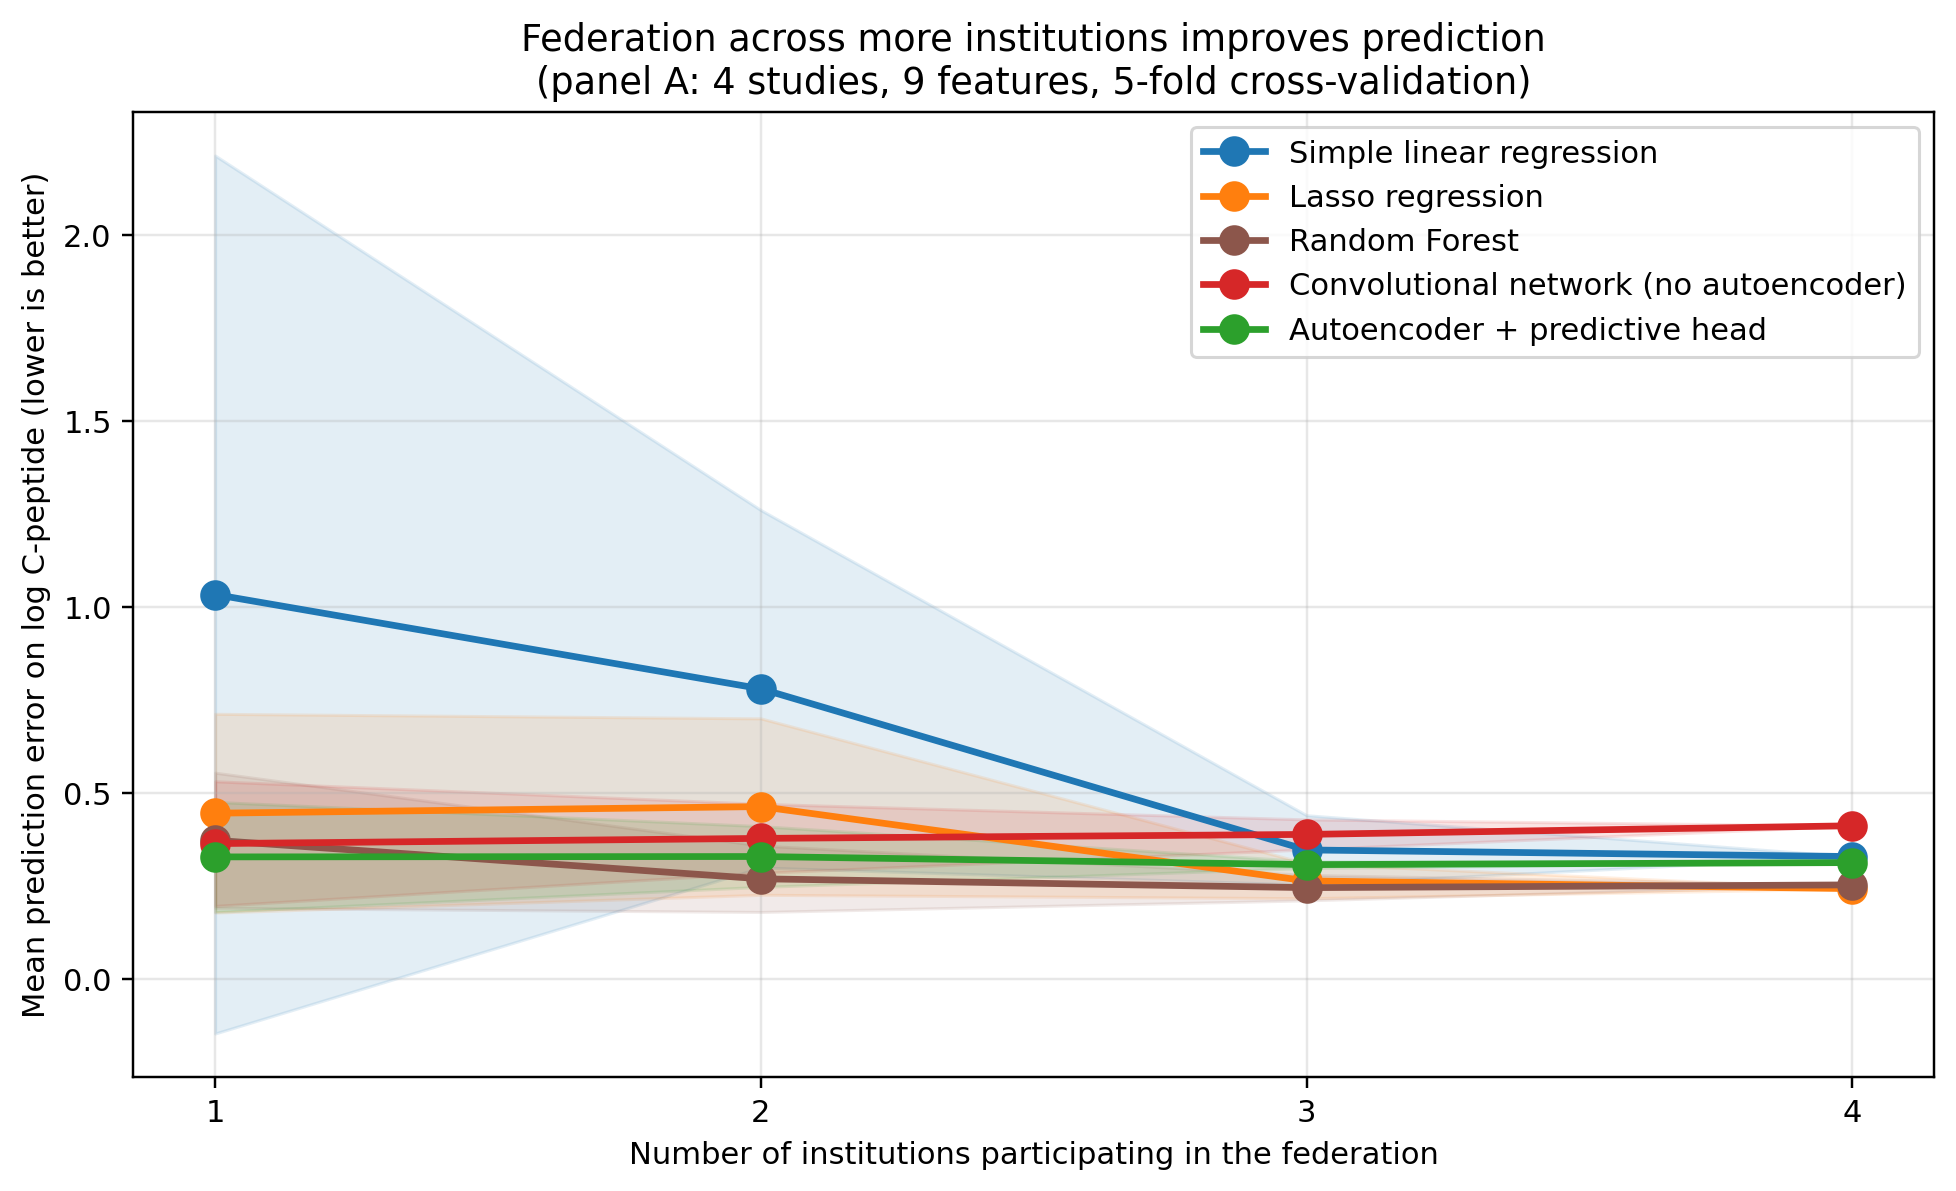 Federation across more institutions improves prediction
(panel A: 4 studies, 9 features, 5-fold cross-validation)
Mean prediction error on log C-peptide (lower is better)
2.0
1.5
1.0
0.5
0.0
Simple linear regression
Lasso regression
Random Forest
Convolutional network (no autoencoder)
Autoencoder + predictive head
1
2
3
4
Number of institutions participating in the federation